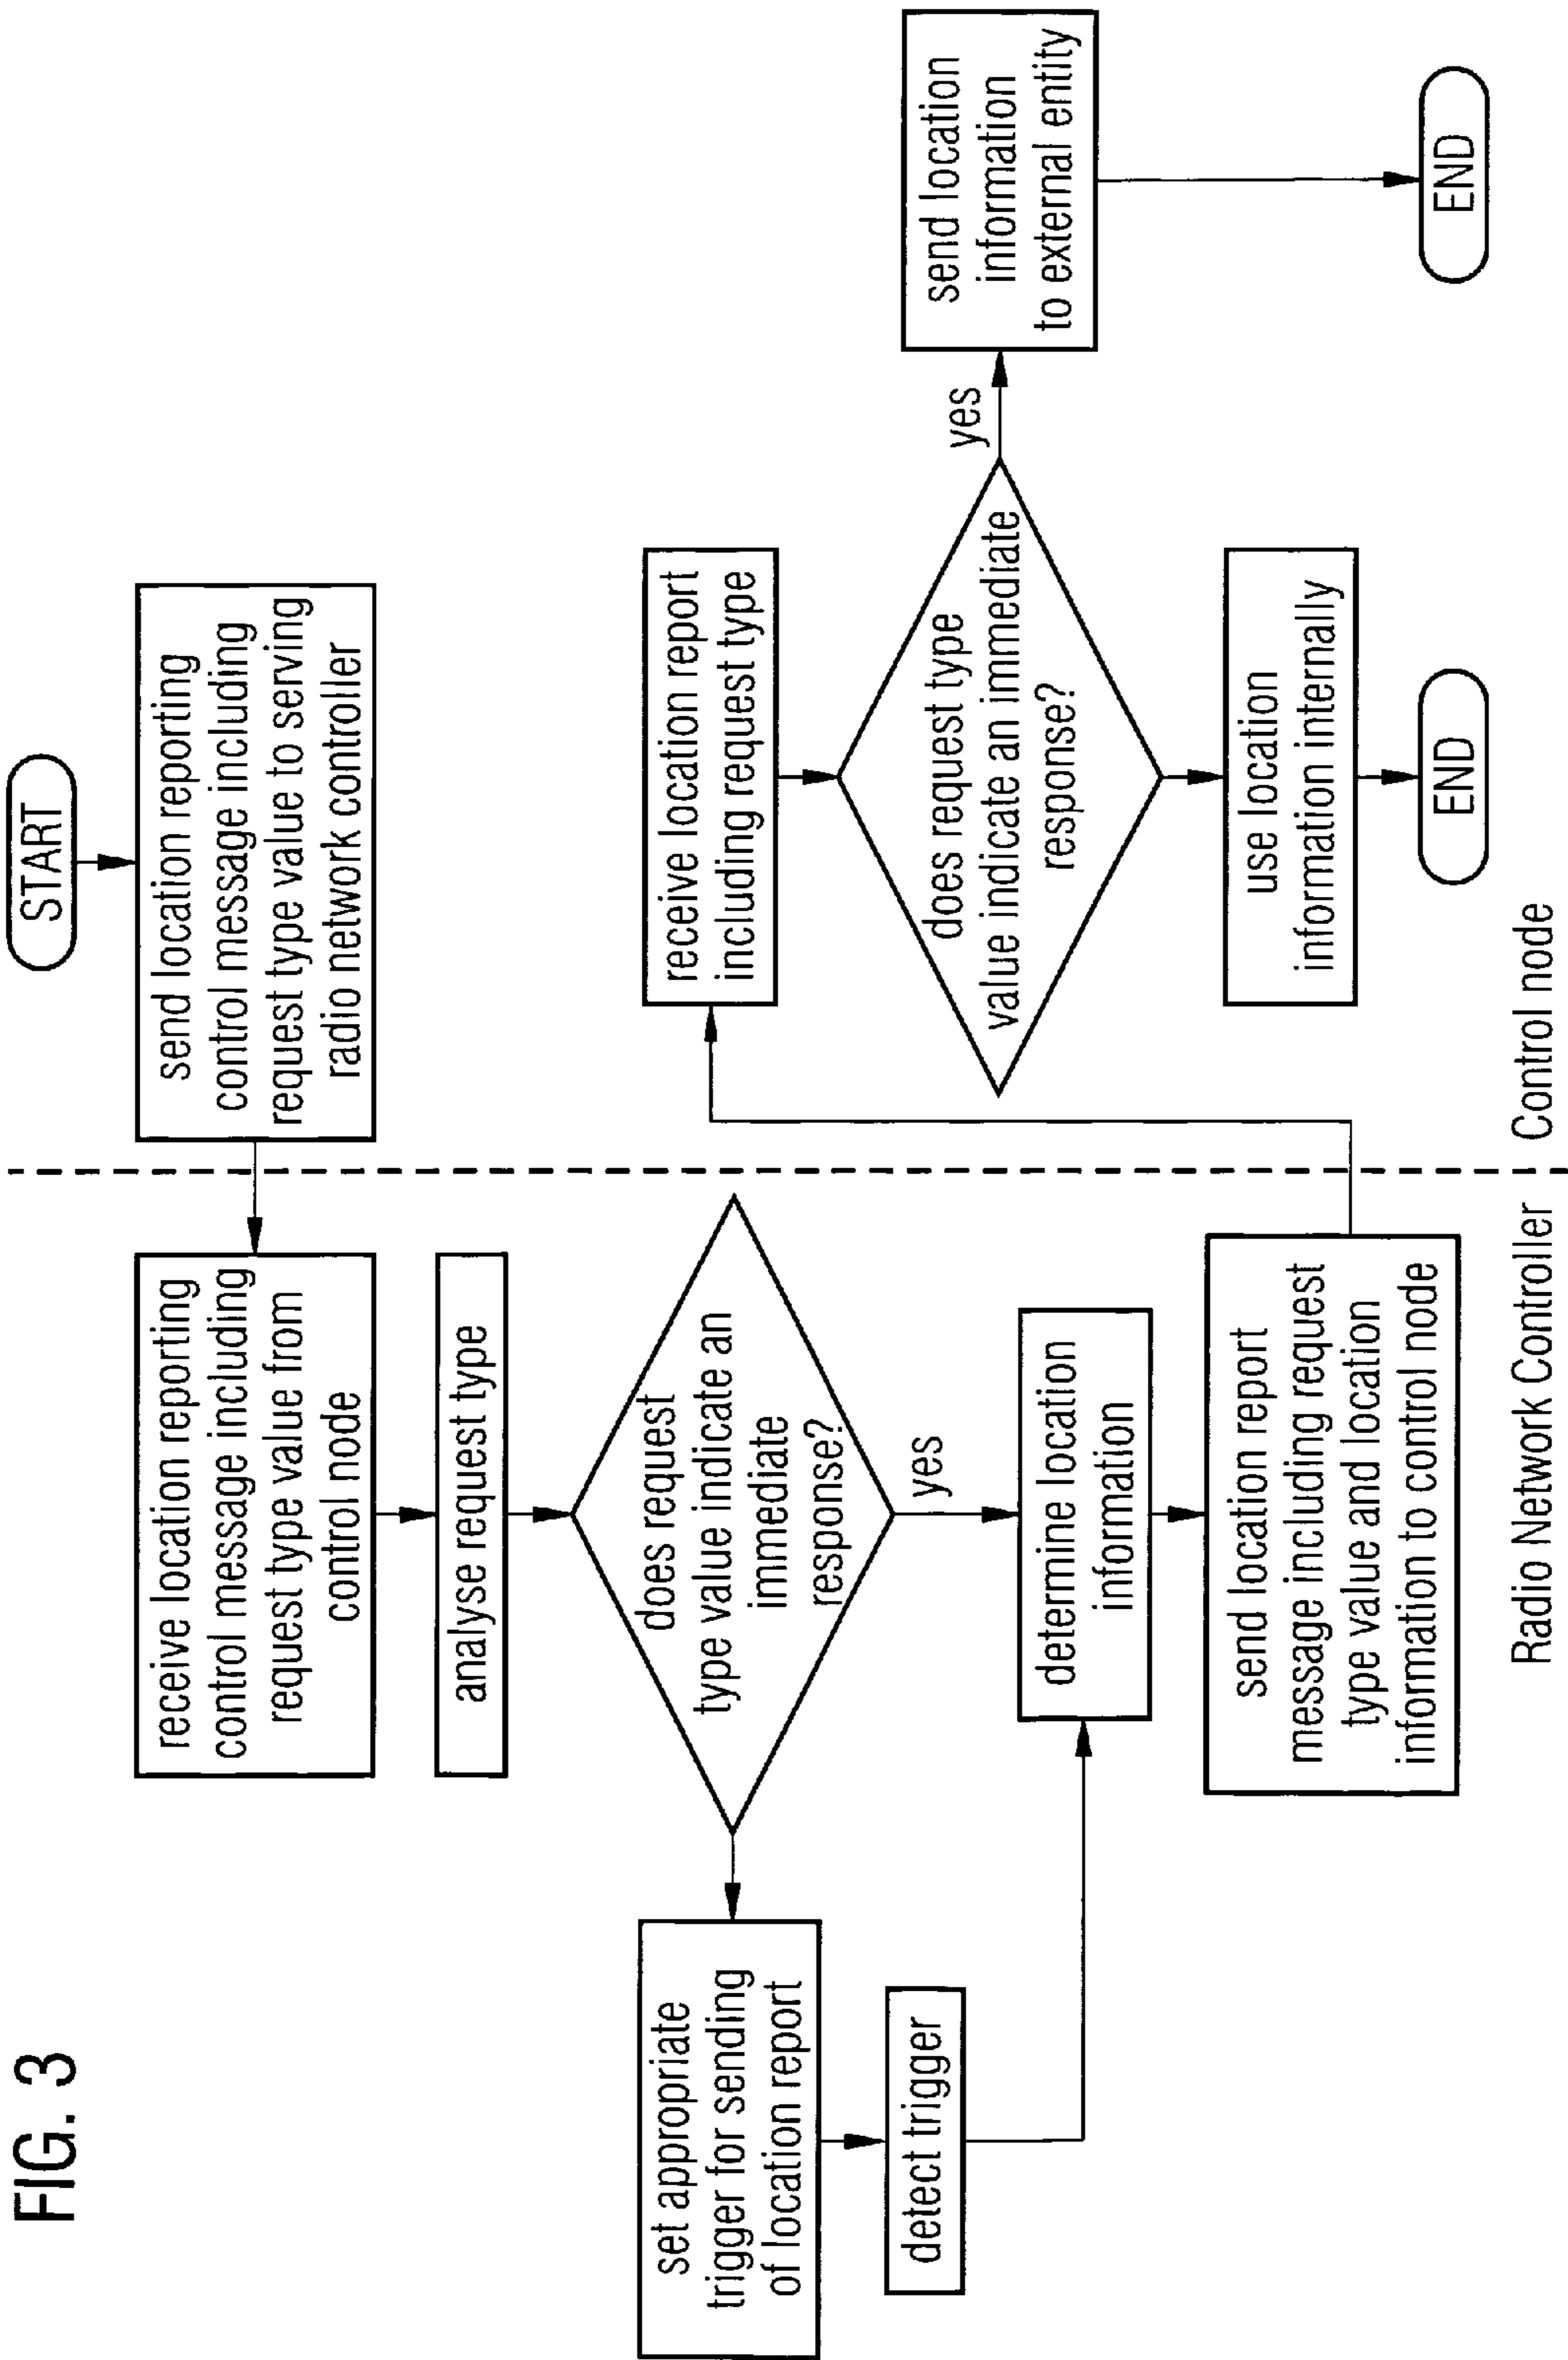 FIG. 3
START
send location reporting
control message including
request type value to serving
radio network controller
receive location reporting
control message including
request type value from
control node
analyse request type
does request
type value indicate an
immediate
response?
yes
set appropriate
trigger for sending
of location report
detect trigger
determine location
information
send location report
message including request
type value and location
information to control node
receive location report
including request type
does request type
value indicate an immediate
response?
yes
send location
information
to external entity
END
use location
information internally
END
Radio Network Controller
Control node